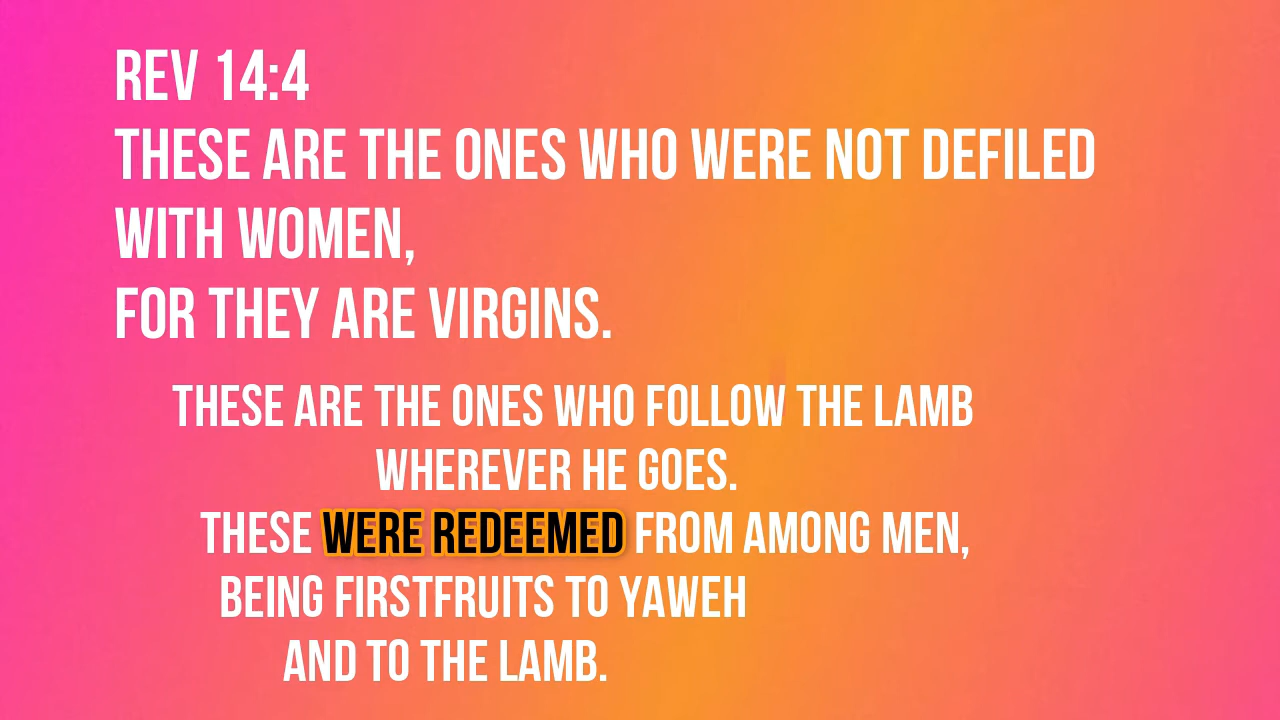 REV 14:4
THESE ARE THE ONES WHO WERE NOT DEFILED
WITH WOMEN,
FOR THEY ARE VIRGINS.
THESE ARE THE ONES WHO FOLLOW THE LAMB
WHEREVER HE GOES.
THESE WERE REDEEMED FROM AMONG MEN,
BEING FIRSTFRUITS TO YAWEH
AND TO THE LAMB.